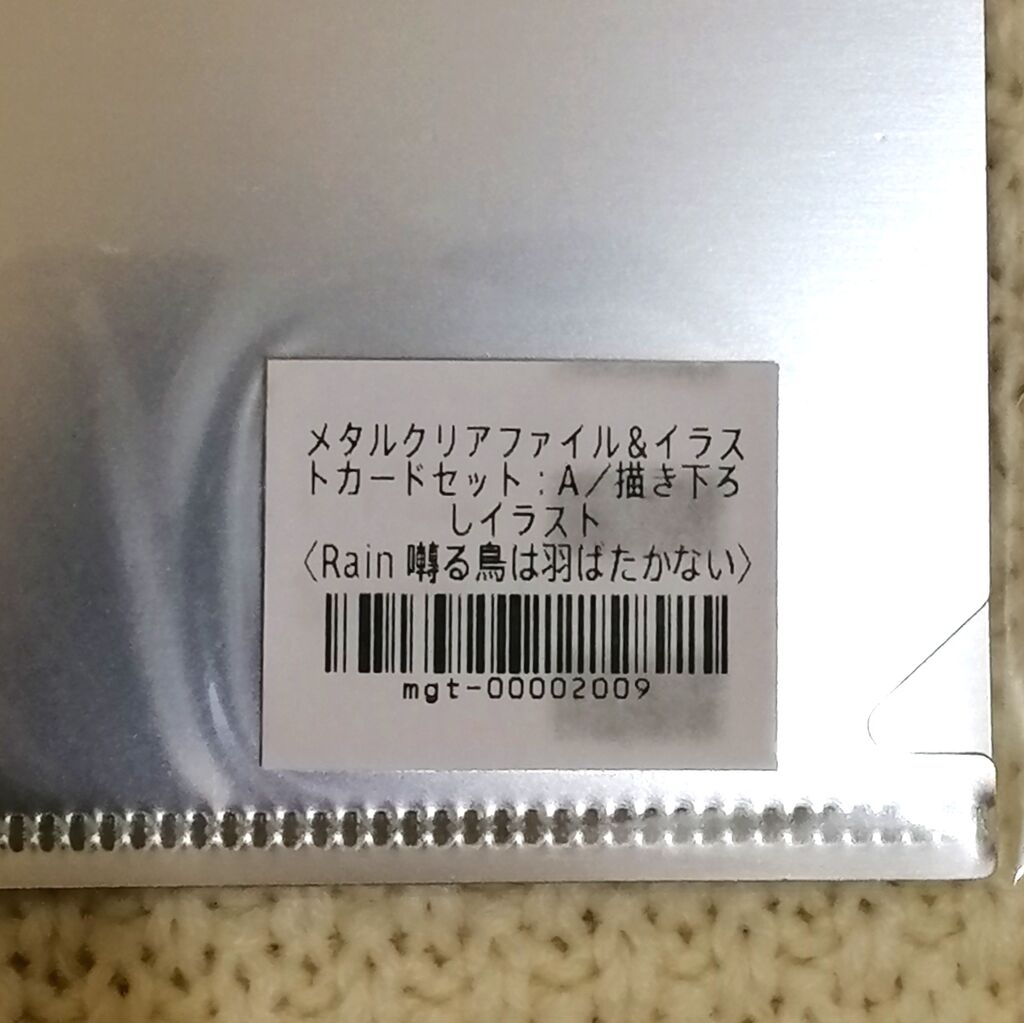 メタルクリアファイル&イラス
トカードセット:A/描き下ろ
しイラスト
〈Rain 囀る鳥は羽ばたかない〉
mgt-00002009